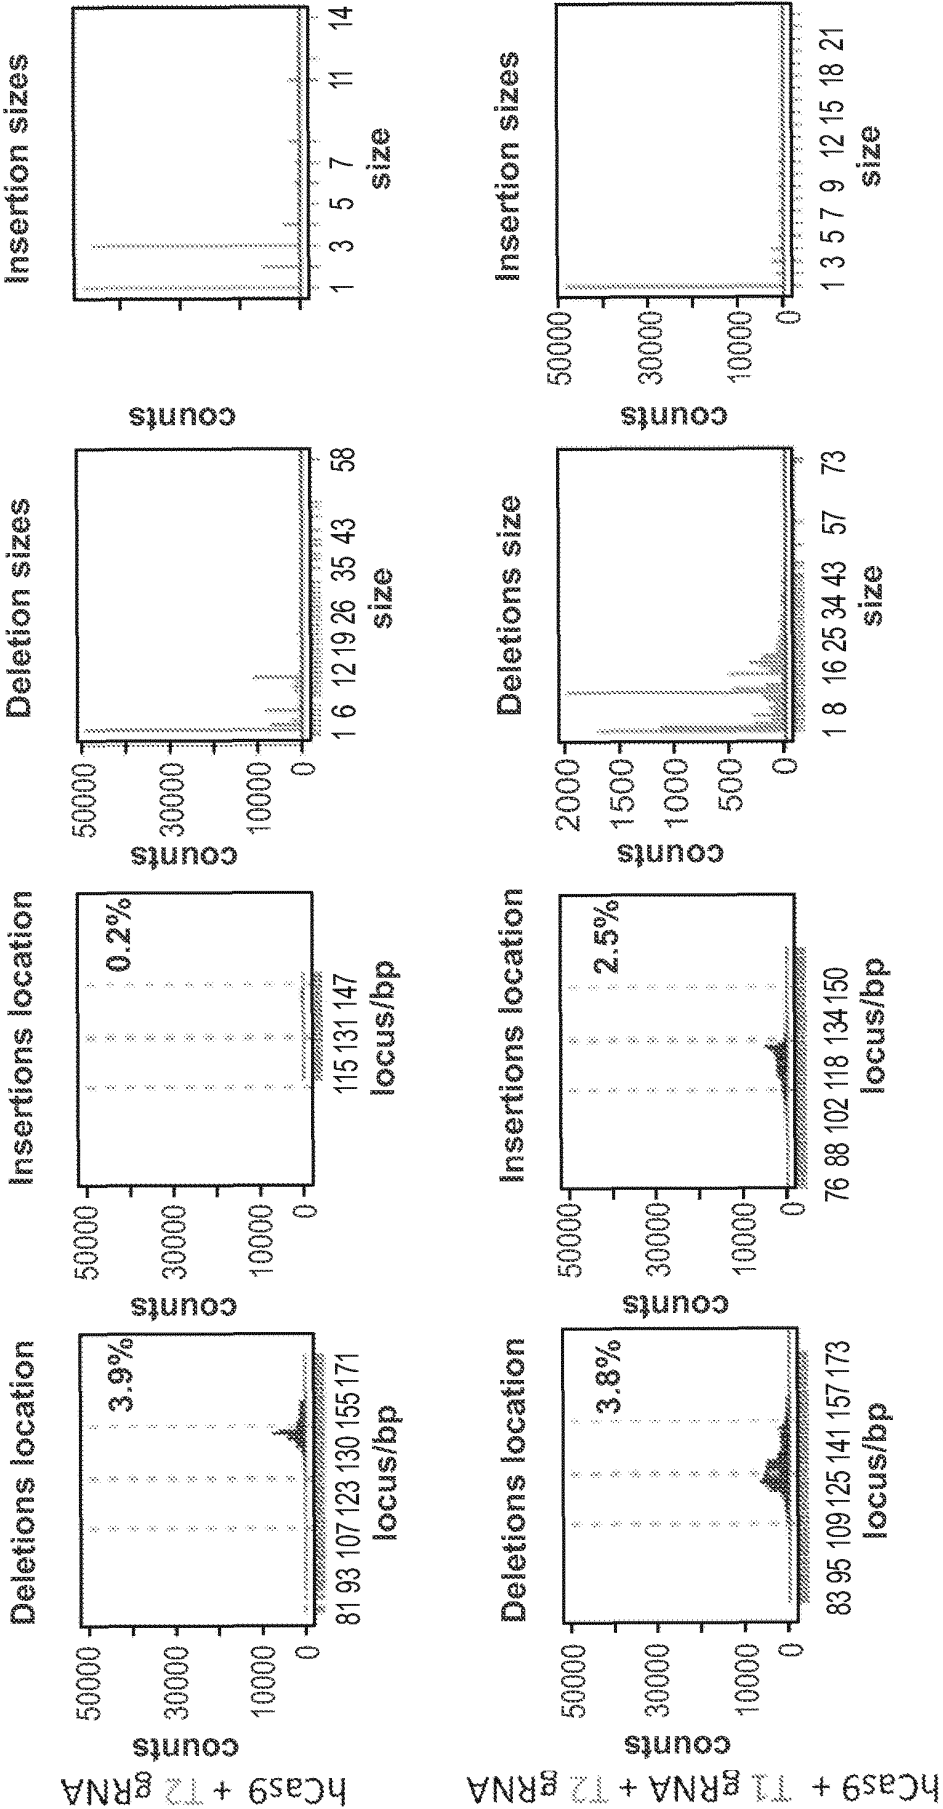 hCas9 + T2
gRNA
Deletions location
counts
50000
30000
10000
0
3.9%
81 93 107 123 130 155 171
locus/bp
Insertions location
counts
50000
30000
10000
0
0.2%
115 131 147
locus/bp
Deletion sizes
counts
50000
30000
10000
0
1 6 12 19 26 35 43 58
size
Insertion sizes
counts
1 3 5 7 11 14
size
hCas9 + T1 gRNA + T2
gRNA
Deletions location
counts
50000
30000
10000
0
3.8%
83 95 109 125 141 157 173
locus/bp
Insertions location
counts
50000
30000
10000
0
2.5%
76 88 102 118 134 150
locus/bp
Deletions size
counts
2000
1500
1000
500
0
1 8 16 25 34 43 57 73
size
Insertion sizes
counts
50000
30000
10000
0
1 3 5 7 9 12 15 18 21
size